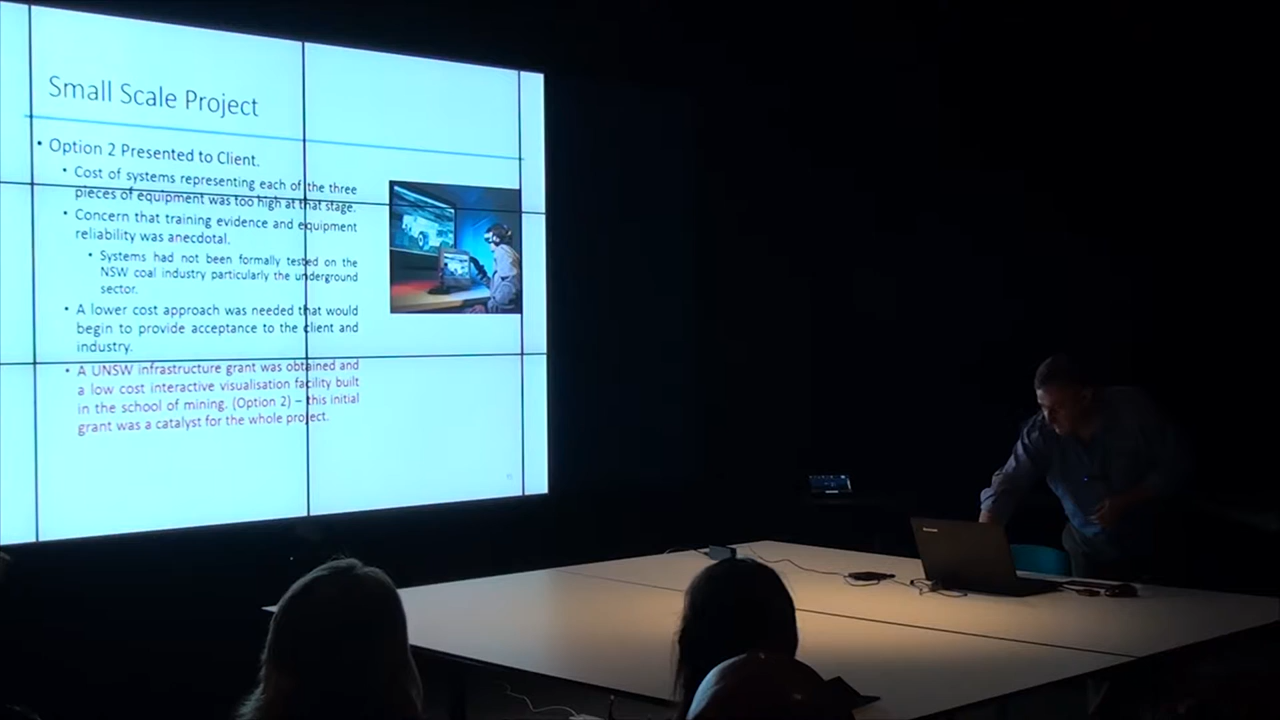 Small Scale Project
• Option 2 Presented to Client.
• Cost of systems representing each of the three
pieces of equipment was too high at that stage.
• Concern that training evidence and equipment
reliability was anecdotal.
• Systems had not been formally tested on the
NSW coal industry particularly the underground
sector.
• A lower cost approach was needed that would
begin to provide acceptance to the client and
industry.
• A UNSW infrastructure grant was obtained and
a low cost interactive visualisation facility built
in the school of mining. (Option 2) – this initial
grant was a catalyst for the whole project.